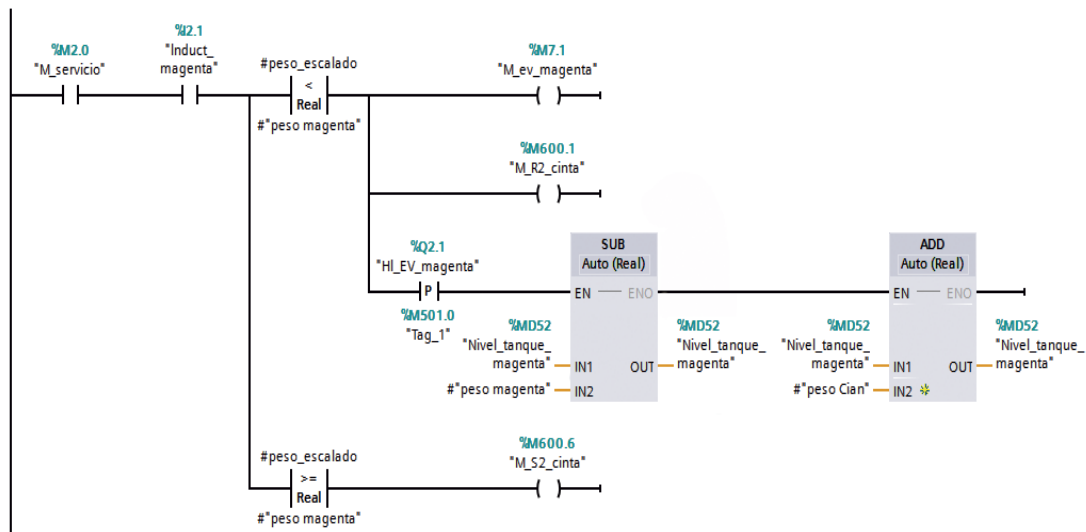 %M2.0
"M_servicio"
%I2.1
"Induct_
magenta"
#peso_escalado
<
Real
#"peso magenta"
%M7.1
"M_ev_magenta"
%M600.1
"M_R2_cinta"
%Q2.1
"Hl_EV_magenta"
P
%M501.0
"Tag_1"
SUB
Auto (Real)
EN
ENO
%MD52
"Nivel_tanque_
magenta"
IN1
#"peso magenta"
IN2
OUT
%MD52
"Nivel_tanque_
magenta"
ADD
Auto (Real)
EN
ENO
%MD52
"Nivel_tanque_
magenta"
IN1
#"peso Cian"
IN2
OUT
%MD52
"Nivel_tanque_
magenta"
#peso_escalado
>=
Real
#"peso magenta"
%M600.6
"M_S2_cinta"